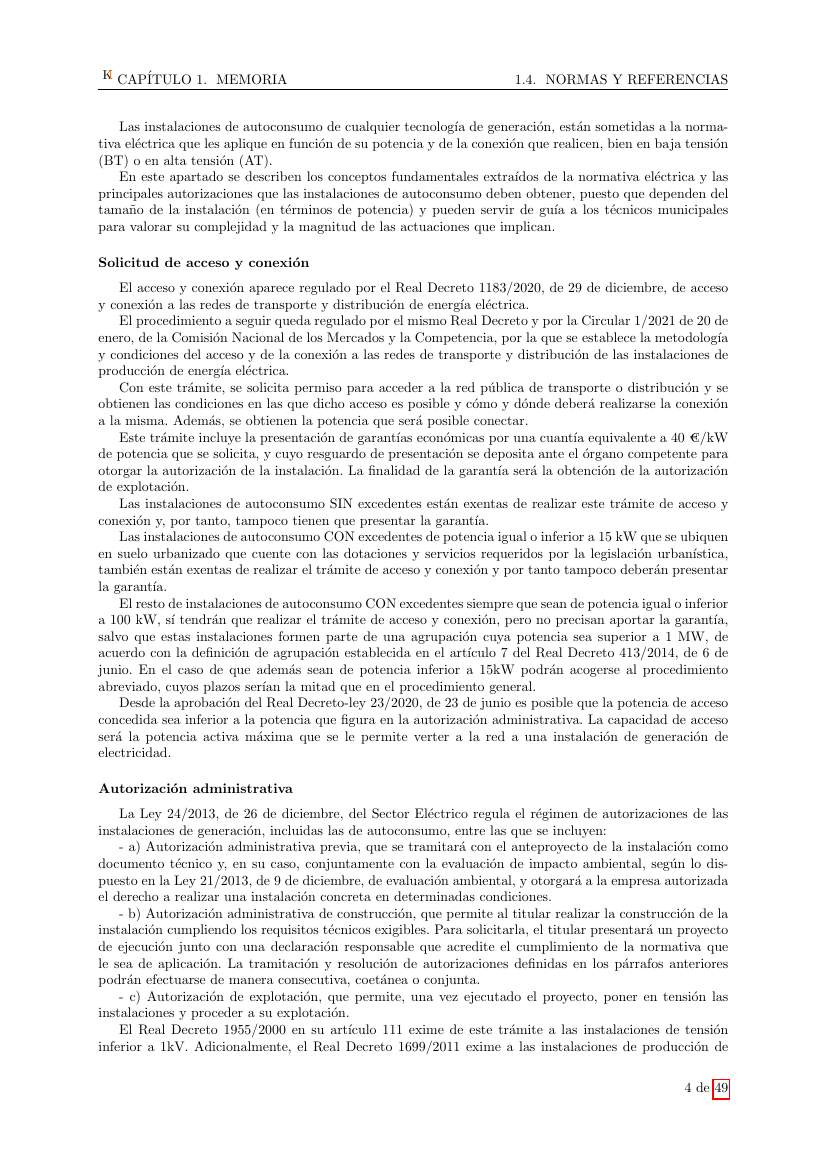 K CAPÍTULO 1. MEMORIA 1.4. NORMAS Y REFERENCIAS
Las instalaciones de autoconsumo de cualquier tecnología de generación, están sometidas a la norma-
tiva eléctrica que les aplique en función de su potencia y de la conexión que realicen, bien en baja tensión
(BT) o en alta tensión (AT).
En este apartado se describen los conceptos fundamentales extraídos de la normativa eléctrica y las
principales autorizaciones que las instalaciones de autoconsumo deben obtener, puesto que dependen del
tamaño de la instalación (en términos de potencia) y pueden servir de guía a los técnicos municipales
para valorar su complejidad y la magnitud de las actuaciones que implican.
Solicitud de acceso y conexión
El acceso y conexión aparece regulado por el Real Decreto 1183/2020, de 29 de diciembre, de acceso
y conexión a las redes de transporte y distribución de energía eléctrica.
El procedimiento a seguir queda regulado por el mismo Real Decreto y por la Circular 1/2021 de 20 de
enero, de la Comisión Nacional de los Mercados y la Competencia, por la que se establece la metodología
y condiciones del acceso y de la conexión a las redes de transporte y distribución de las instalaciones de
producción de energía eléctrica.
Con este trámite, se solicita permiso para acceder a la red pública de transporte o distribución y se
obtienen las condiciones en las que dicho acceso es posible y cómo y dónde deberá realizarse la conexión
a la misma. Además, se obtienen la potencia que será posible conectar.
Este trámite incluye la presentación de garantías económicas por una cuantía equivalente a 40 €/kW
de potencia que se solicita, y cuyo resguardo de presentación se deposita ante el órgano competente para
otorgar la autorización de la instalación. La finalidad de la garantía será la obtención de la autorización
de explotación.
Las instalaciones de autoconsumo SIN excedentes están exentas de realizar este trámite de acceso y
conexión y, por tanto, tampoco tienen que presentar la garantía.
Las instalaciones de autoconsumo CON excedentes de potencia igual o inferior a 15 kW que se ubiquen
en suelo urbanizado que cuente con las dotaciones y servicios requeridos por la legislación urbanística,
también están exentas de realizar el trámite de acceso y conexión y por tanto tampoco deberán presentar
la garantía.
El resto de instalaciones de autoconsumo CON excedentes siempre que sean de potencia igual o inferior
a 100 kW, sí tendrán que realizar el trámite de acceso y conexión, pero no precisan aportar la garantía,
salvo que estas instalaciones formen parte de una agrupación cuya potencia sea superior a 1 MW, de
acuerdo con la definición de agrupación establecida en el artículo 7 del Real Decreto 413/2014, de 6 de
junio. En el caso de que además sean de potencia inferior a 15kW podrán acogerse al procedimiento
abreviado, cuyos plazos serían la mitad que en el procedimiento general.
Desde la aprobación del Real Decreto-ley 23/2020, de 23 de junio es posible que la potencia de acceso
concedida sea inferior a la potencia que figura en la autorización administrativa. La capacidad de acceso
será la potencia activa máxima que se le permite verter a la red a una instalación de generación de
electricidad.
Autorización administrativa
La Ley 24/2013, de 26 de diciembre, del Sector Eléctrico regula el régimen de autorizaciones de las
instalaciones de generación, incluidas las de autoconsumo, entre las que se incluyen:
- a) Autorización administrativa previa, que se tramitará con el anteproyecto de la instalación como
documento técnico y, en su caso, conjuntamente con la evaluación de impacto ambiental, según lo dis-
puesto en la Ley 21/2013, de 9 de diciembre, de evaluación ambiental, y otorgará a la empresa autorizada
el derecho a realizar una instalación concreta en determinadas condiciones.
- b) Autorización administrativa de construcción, que permite al titular realizar la construcción de la
instalación cumpliendo los requisitos técnicos exigibles. Para solicitarla, el titular presentará un proyecto
de ejecución junto con una declaración responsable que acredite el cumplimiento de la normativa que
le sea de aplicación. La tramitación y resolución de autorizaciones definidas en los párrafos anteriores
podrán efectuarse de manera consecutiva, coetánea o conjunta.
- c) Autorización de explotación, que permite, una vez ejecutado el proyecto, poner en tensión las
instalaciones y proceder a su explotación.
El Real Decreto 1955/2000 en su artículo 111 exime de este trámite a las instalaciones de tensión
inferior a 1kV. Adicionalmente, el Real Decreto 1699/2011 exime a las instalaciones de producción de
4 de 49